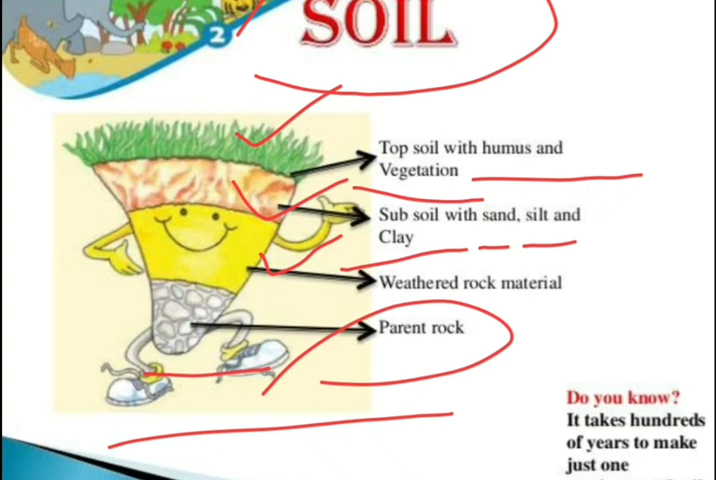 2
SOIL
Top soil with humus and
Vegetation
Sub soil with sand, silt and
Clay
Weathered rock material
Parent rock
Do you know?
It takes hundreds
of years to make
just one